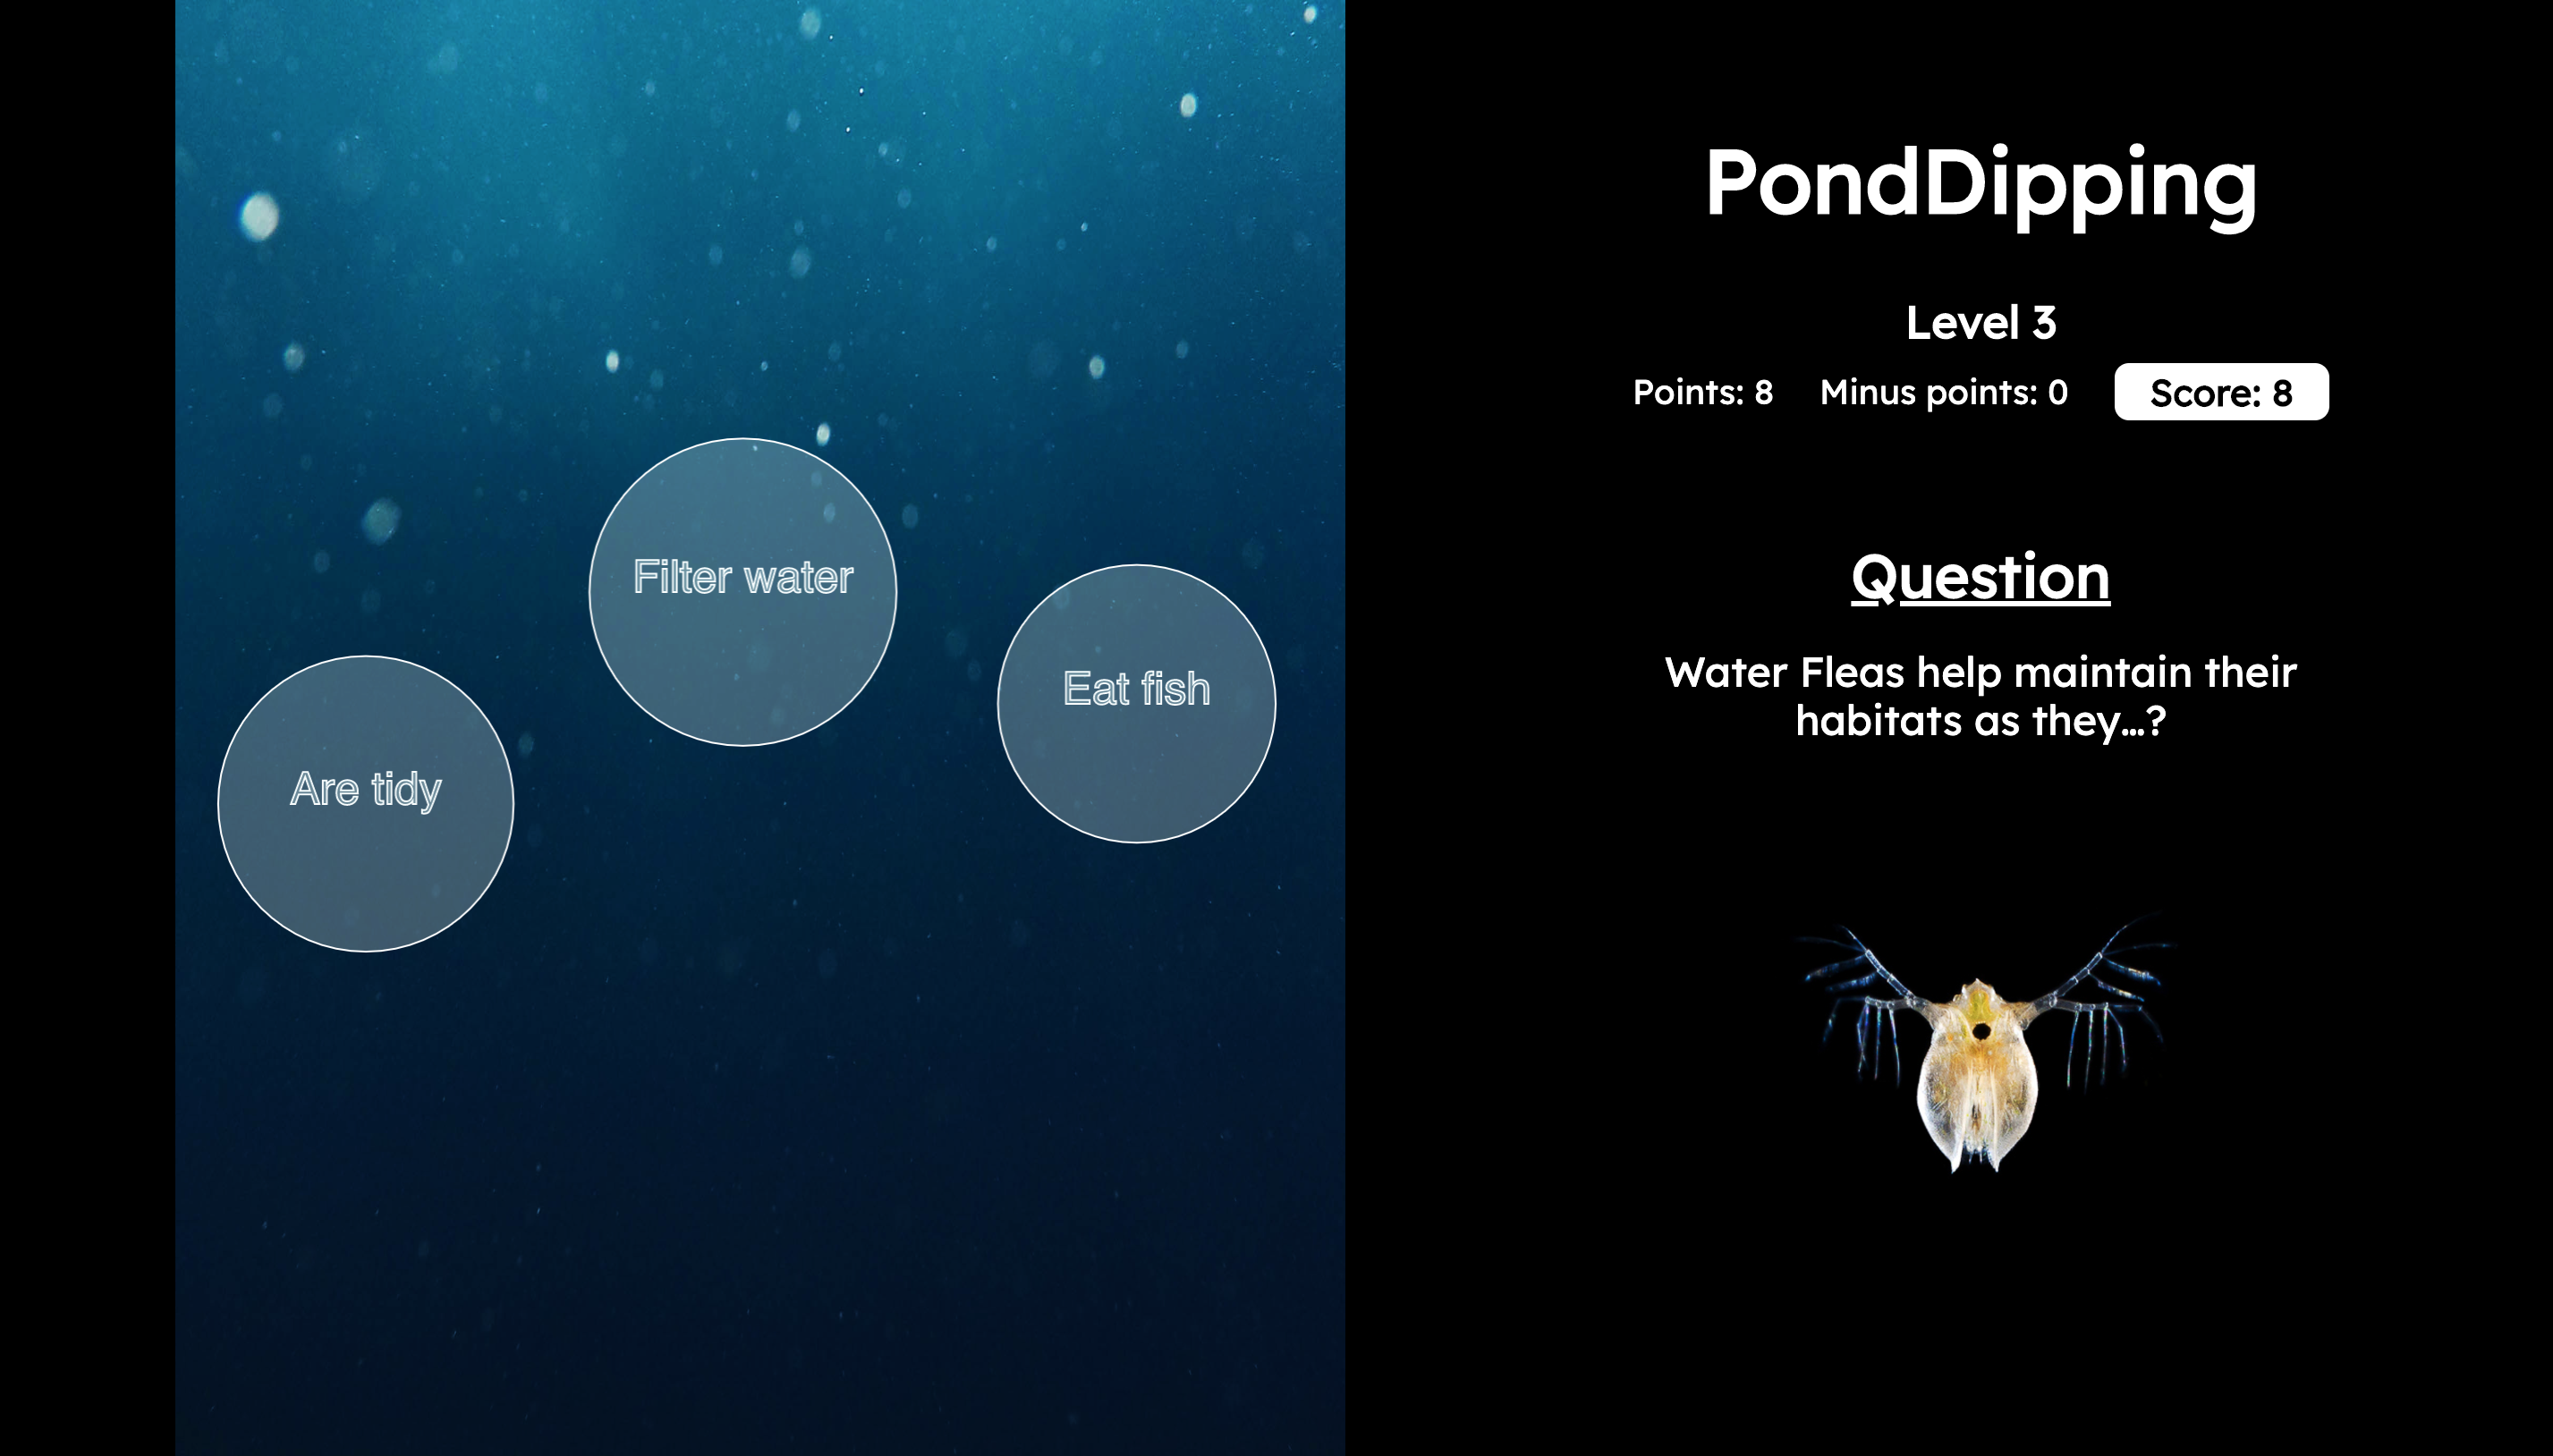 PondDipping
Level 3
Points: 8 Minus points: 0 Score: 8
Question
Water Fleas help maintain their
habitats as they...?
Filter water
Eat fish
Are tidy